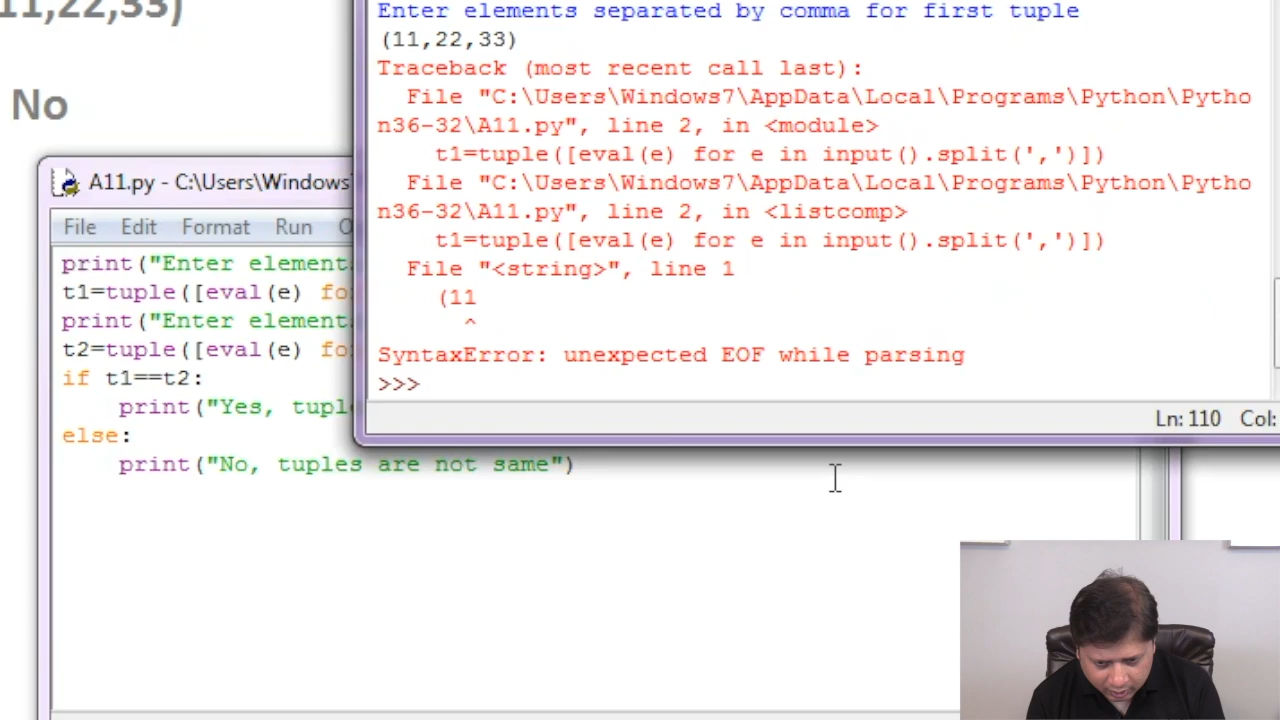 11,22,33)
No
Enter elements separated by comma for first tuple
(11,22,33)
Traceback (most recent call last):
File "C:\Users\Windows7\AppData\Local\Programs\Python\Pytho
n36-32\A11.py", line 2, in <module>
t1=tuple([eval(e) for e in input().split(',')])
File "C:\Users\Windows7\AppData\Local\Programs\Python\Pytho
n36-32\A11.py", line 2, in <listcomp>
t1=tuple([eval(e) for e in input().split(',')])
File "<string>", line 1
(11
^
SyntaxError: unexpected EOF while parsing
>>>
Ln: 110 Col:
A11.py - C:\Users\Windows
File Edit Format Run O
print("Enter element
t1=tuple([eval(e) fo
print("Enter element
t2=tuple([eval(e) fo
if t1==t2:
print("Yes, tupl
else:
print("No, tuples are not same")